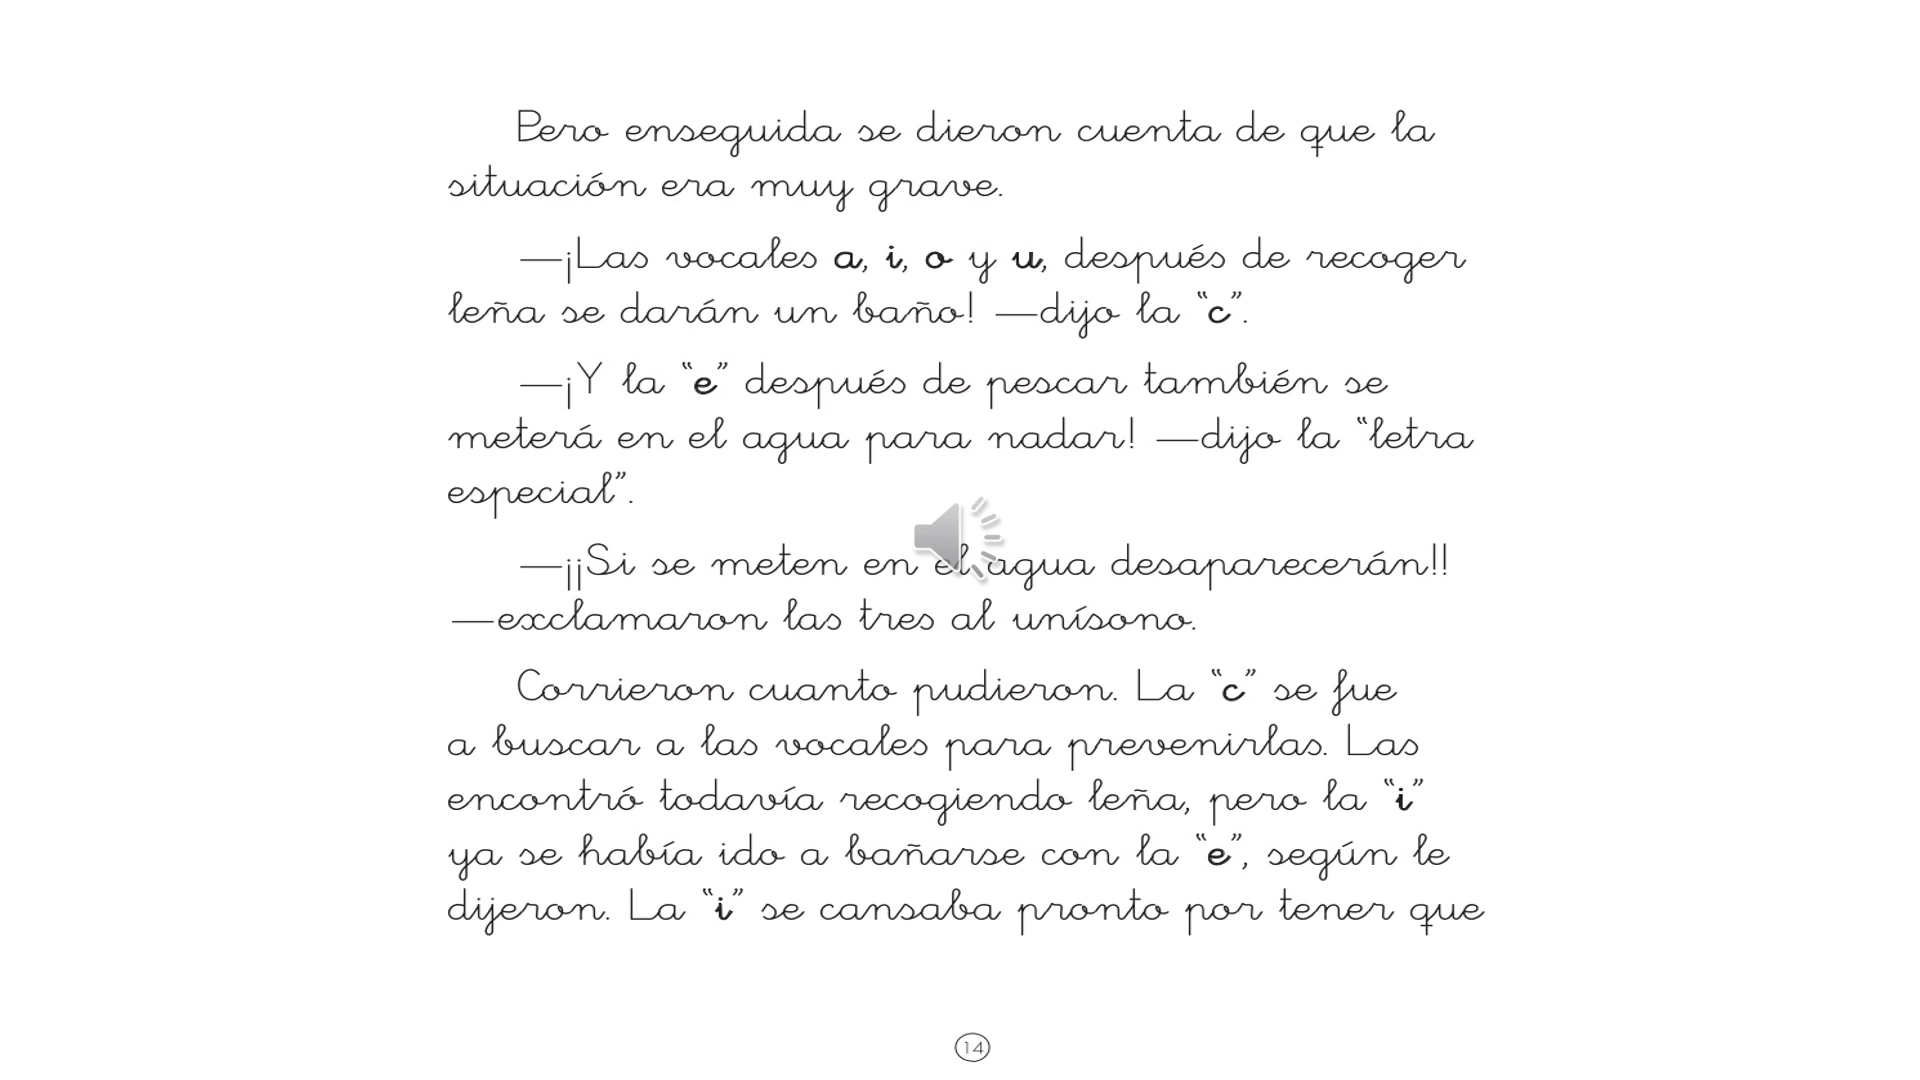 Pero enseguida se dieron cuenta de que la
situación era muy grave.
—¡Las vocales a, i, o y u, después de recoger
leña se darán un baño! —dijo la “c”.
—¡Y la “e” después de pescar también se
meterá en el agua para nadar! —dijo la “letra
especial”.
—¡¡Si se meten en el agua desaparecerán!!
—exclamaron las tres al unísono.
Corrieron cuanto pudieron. La “c” se fue
a buscar a las vocales para prevenirlas. Las
encontró todavía recogiendo leña, pero la “i”
ya se había ido a bañarse con la “e”, según le
dijeron. La “i” se cansaba pronto por tener que
14